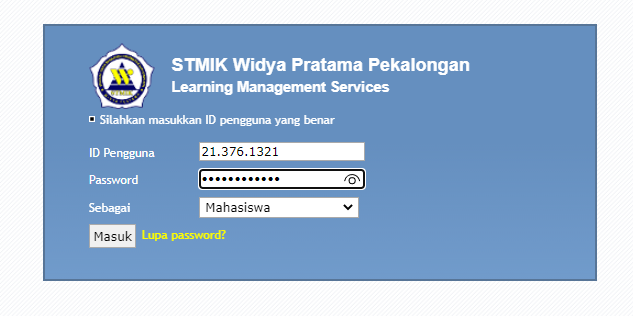 STMIK
STMIK Widya Pratama Pekalongan
Learning Management Services
Silahkan masukkan ID pengguna yang benar
ID Pengguna 21.376.1321
Password ••••••••••••
Sebagai Mahasiswa
Masuk Lupa password?